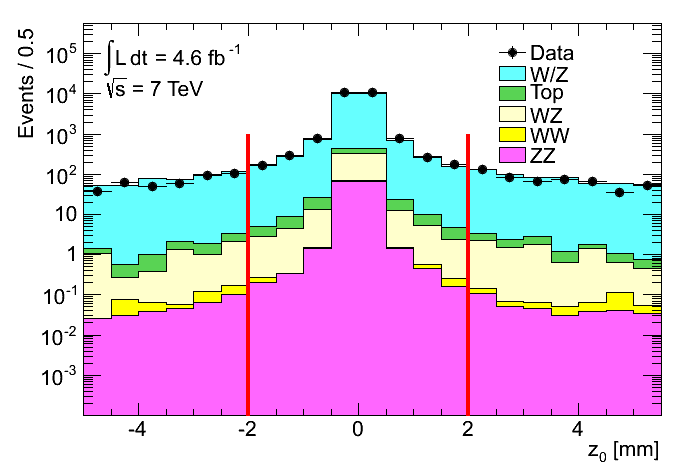 Events / 0.5
∫L dt = 4.6 fb⁻¹
√s = 7 TeV
Data
W/Z
Top
WZ
WW
ZZ
10⁵
10⁴
10³
10²
10
1
10⁻¹
10⁻²
10⁻³
-4 -2 0 2 4
z₀ [mm]